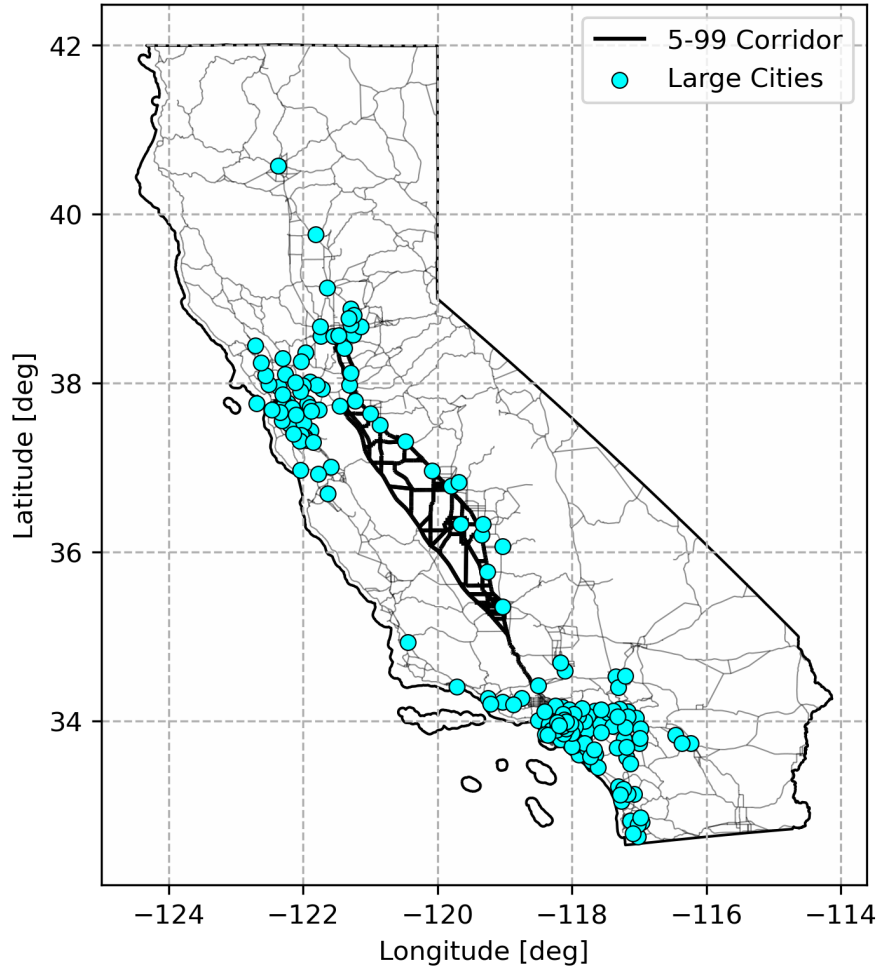 5-99 Corridor
Large Cities
42
40
38
36
34
Latitude [deg]
−124 −122 −120 −118 −116 −114
Longitude [deg]